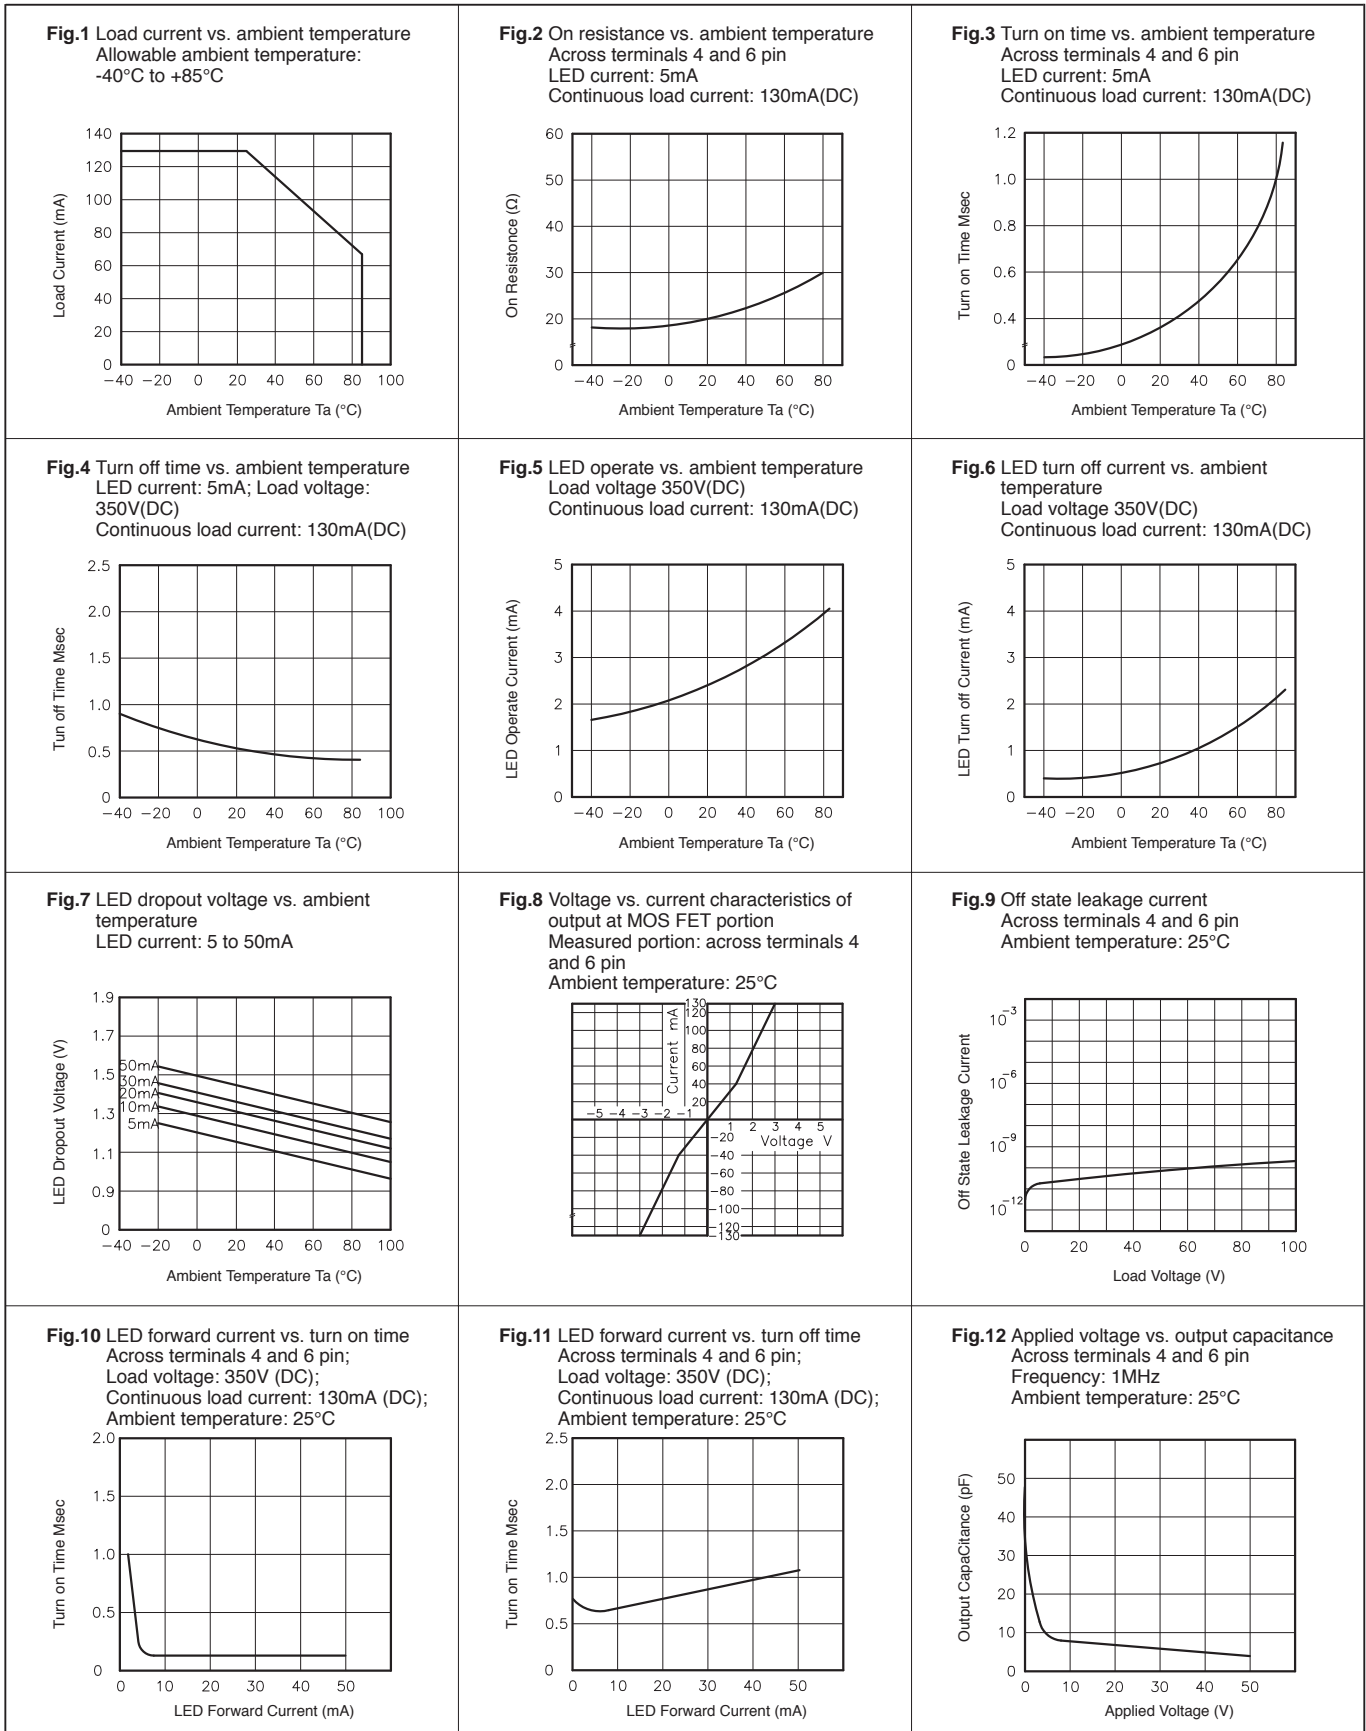 Fig.1 Load current vs. ambient temperature
Allowable ambient temperature:
-40°C to +85°C
140
120
100
80
60
40
20
0
Load Current (mA)
−40 −20 0 20 40 60 80 100
Ambient Temperature Ta (°C)
Fig.2 On resistance vs. ambient temperature
Across terminals 4 and 6 pin
LED current: 5mA
Continuous load current: 130mA(DC)
60
50
40
30
20
0
On Resistonce (Ω)
−40 −20 0 20 40 60 80
Ambient Temperature Ta (°C)
Fig.3 Turn on time vs. ambient temperature
Across terminals 4 and 6 pin
LED current: 5mA
Continuous load current: 130mA(DC)
1.2
1.0
0.8
0.6
0.4
0
Turn on Time Msec
−40 −20 0 20 40 60 80
Ambient Temperature Ta (°C)
Fig.4 Turn off time vs. ambient temperature
LED current: 5mA; Load voltage:
350V(DC)
Continuous load current: 130mA(DC)
2.5
2.0
1.5
1.0
0.5
0
Tun off Time Msec
−40 −20 0 20 40 60 80 100
Ambient Temperature Ta (°C)
Fig.5 LED operate vs. ambient temperature
Load voltage 350V(DC)
Continuous load current: 130mA(DC)
5
4
3
2
1
0
LED Operate Current (mA)
−40 −20 0 20 40 60 80
Ambient Temperature Ta (°C)
Fig.6 LED turn off current vs. ambient
temperature
Load voltage 350V(DC)
Continuous load current: 130mA(DC)
5
4
3
2
1
0
LED Turn off Current (mA)
−40 −20 0 20 40 60 80
Ambient Temperature Ta (°C)
Fig.7 LED dropout voltage vs. ambient
temperature
LED current: 5 to 50mA
1.9
1.7
1.5
1.3
1.1
0.9
0
LED Dropout Voltage (V)
50mA
30mA
20mA
10mA
5mA
−40 −20 0 20 40 60 80 100
Ambient Temperature Ta (°C)
Fig.8 Voltage vs. current characteristics of
output at MOS FET portion
Measured portion: across terminals 4
and 6 pin
Ambient temperature: 25°C
Current mA
130
120
100
80
60
40
20
−5 −4 −3 −2 −1
1 2 3 4 5
Voltage V
−20
−40
−60
−80
−100
−120
−130
Fig.9 Off state leakage current
Across terminals 4 and 6 pin
Ambient temperature: 25°C
10−3
10−6
10−9
10−12
Off State Leakage Current
0 20 40 60 80 100
Load Voltage (V)
Fig.10 LED forward current vs. turn on time
Across terminals 4 and 6 pin;
Load voltage: 350V (DC);
Continuous load current: 130mA (DC);
Ambient temperature: 25°C
2.0
1.5
1.0
0.5
0
Turn on Time Msec
0 10 20 30 40 50
LED Forward Current (mA)
Fig.11 LED forward current vs. turn off time
Across terminals 4 and 6 pin;
Load voltage: 350V (DC);
Continuous load current: 130mA (DC);
Ambient temperature: 25°C
2.5
2.0
1.5
1.0
0.5
0
Turn on Time Msec
0 10 20 30 40 50
LED Forward Current (mA)
Fig.12 Applied voltage vs. output capacitance
Across terminals 4 and 6 pin
Frequency: 1MHz
Ambient temperature: 25°C
50
40
30
20
10
0
Output CapaCitance (pF)
0 10 20 30 40 50
Applied Voltage (V)